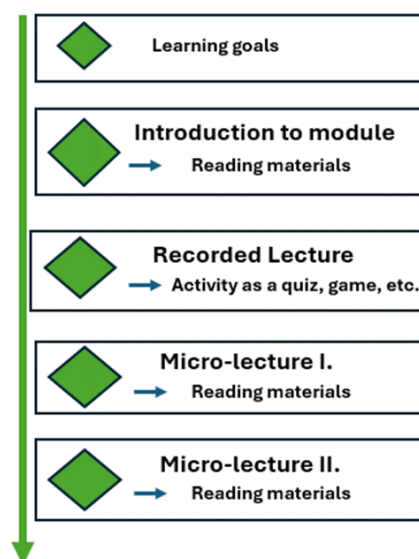 Learning goals
Introduction to module
Reading materials
Recorded Lecture
Activity as a quiz, game, etc.
Micro-lecture I.
Reading materials
Micro-lecture II.
Reading materials